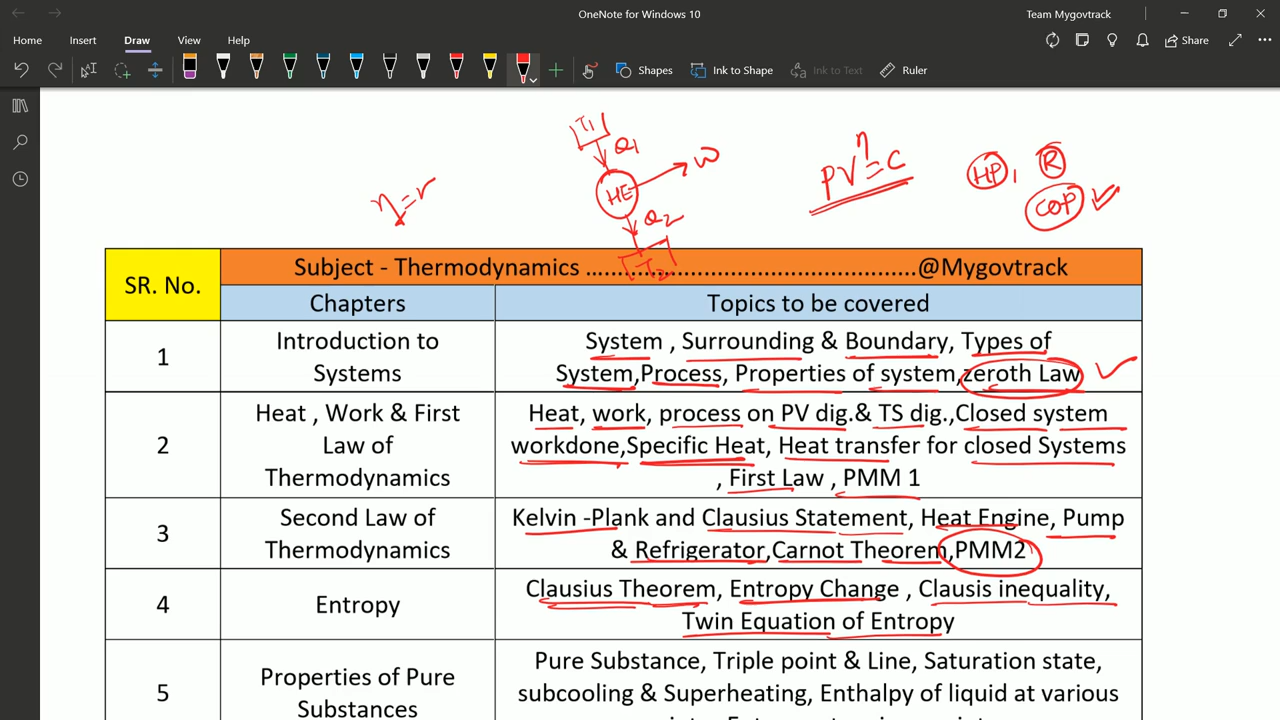 OneNote for Windows 10
Team Mygovtrack
Home Insert Draw View Help
Share
Shapes Ink to Shape Ink to Text Ruler
T1
Q1
HE
W
Q2
T2
η=r
PVⁿ=C
HP, R
COP
SR. No.
Subject - Thermodynamics ......................................................@Mygovtrack
Chapters
Topics to be covered
1
Introduction to
Systems
System , Surrounding & Boundary, Types of
System,Process, Properties of system,zeroth Law
2
Heat , Work & First
Law of
Thermodynamics
Heat, work, process on PV dig.& TS dig.,Closed system
workdone,Specific Heat, Heat transfer for closed Systems
, First Law , PMM 1
3
Second Law of
Thermodynamics
Kelvin -Plank and Clausius Statement, Heat Engine, Pump
& Refrigerator,Carnot Theorem,PMM2
4
Entropy
Clausius Theorem, Entropy Change , Clausis inequality,
Twin Equation of Entropy
5
Properties of Pure
Substances
Pure Substance, Triple point & Line, Saturation state,
subcooling & Superheating, Enthalpy of liquid at various